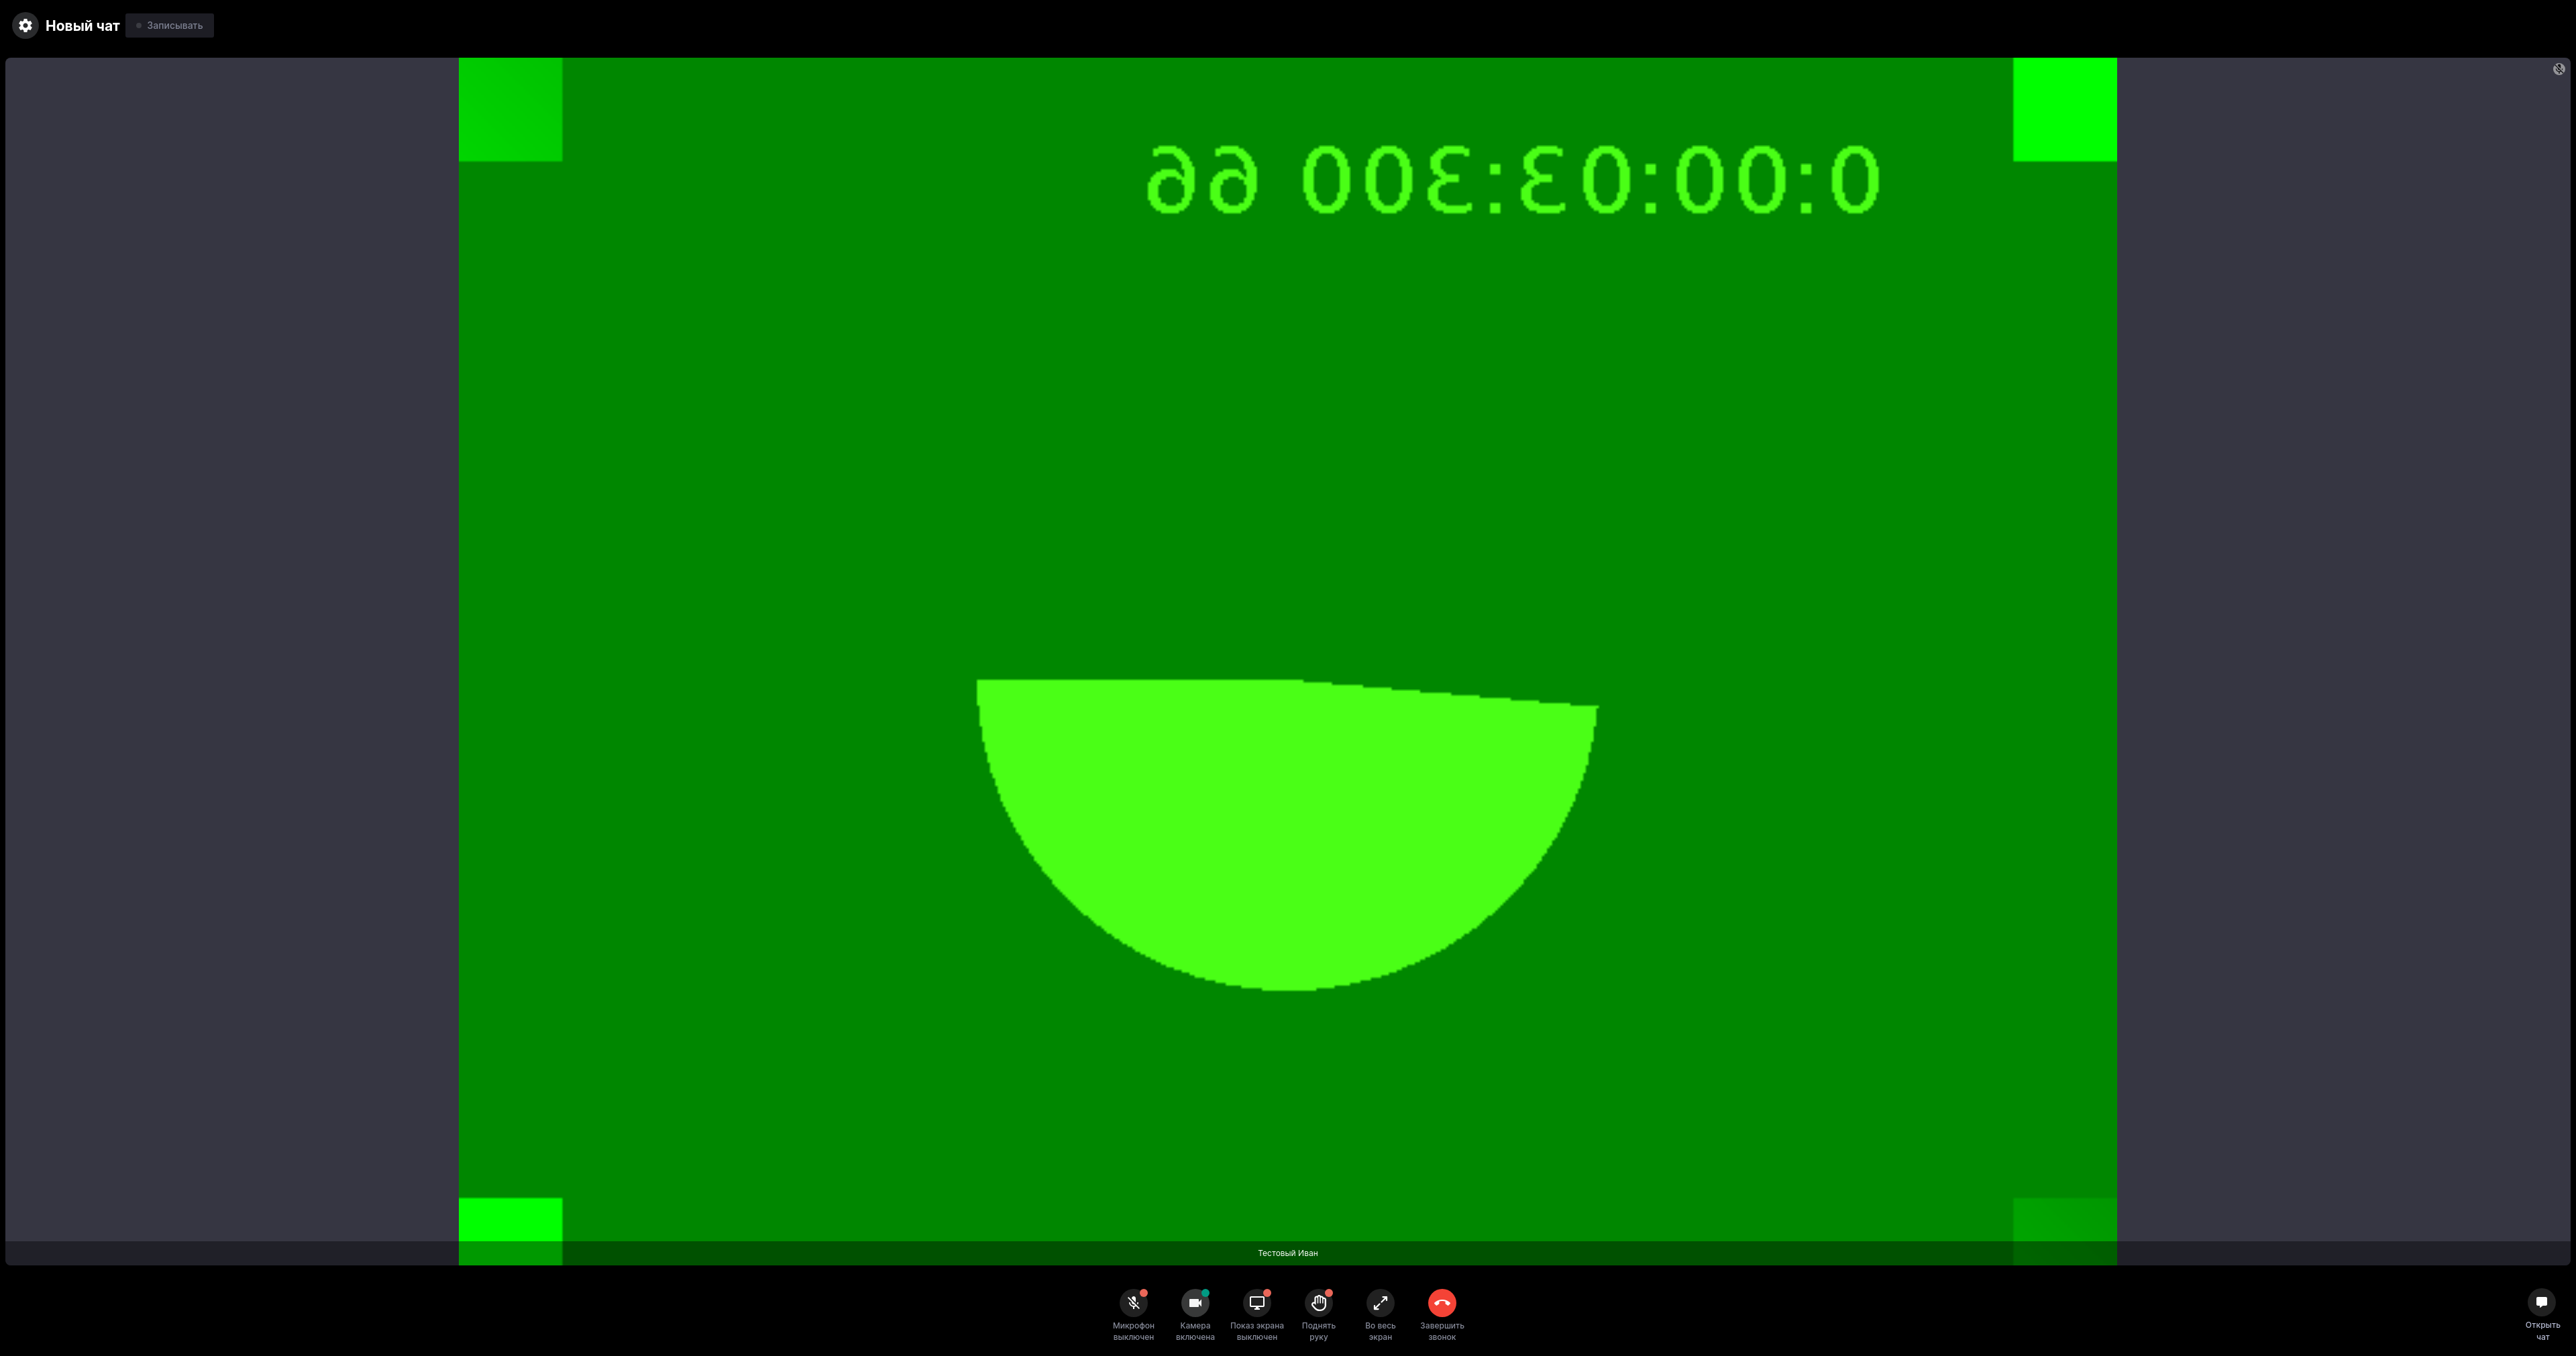 Новый чат
Записывать
0:00:03:300 66
Тестовый Иван
Микрофон выключен
Камера включена
Показ экрана выключен
Поднять руку
Во весь экран
Завершить звонок
Открыть чат